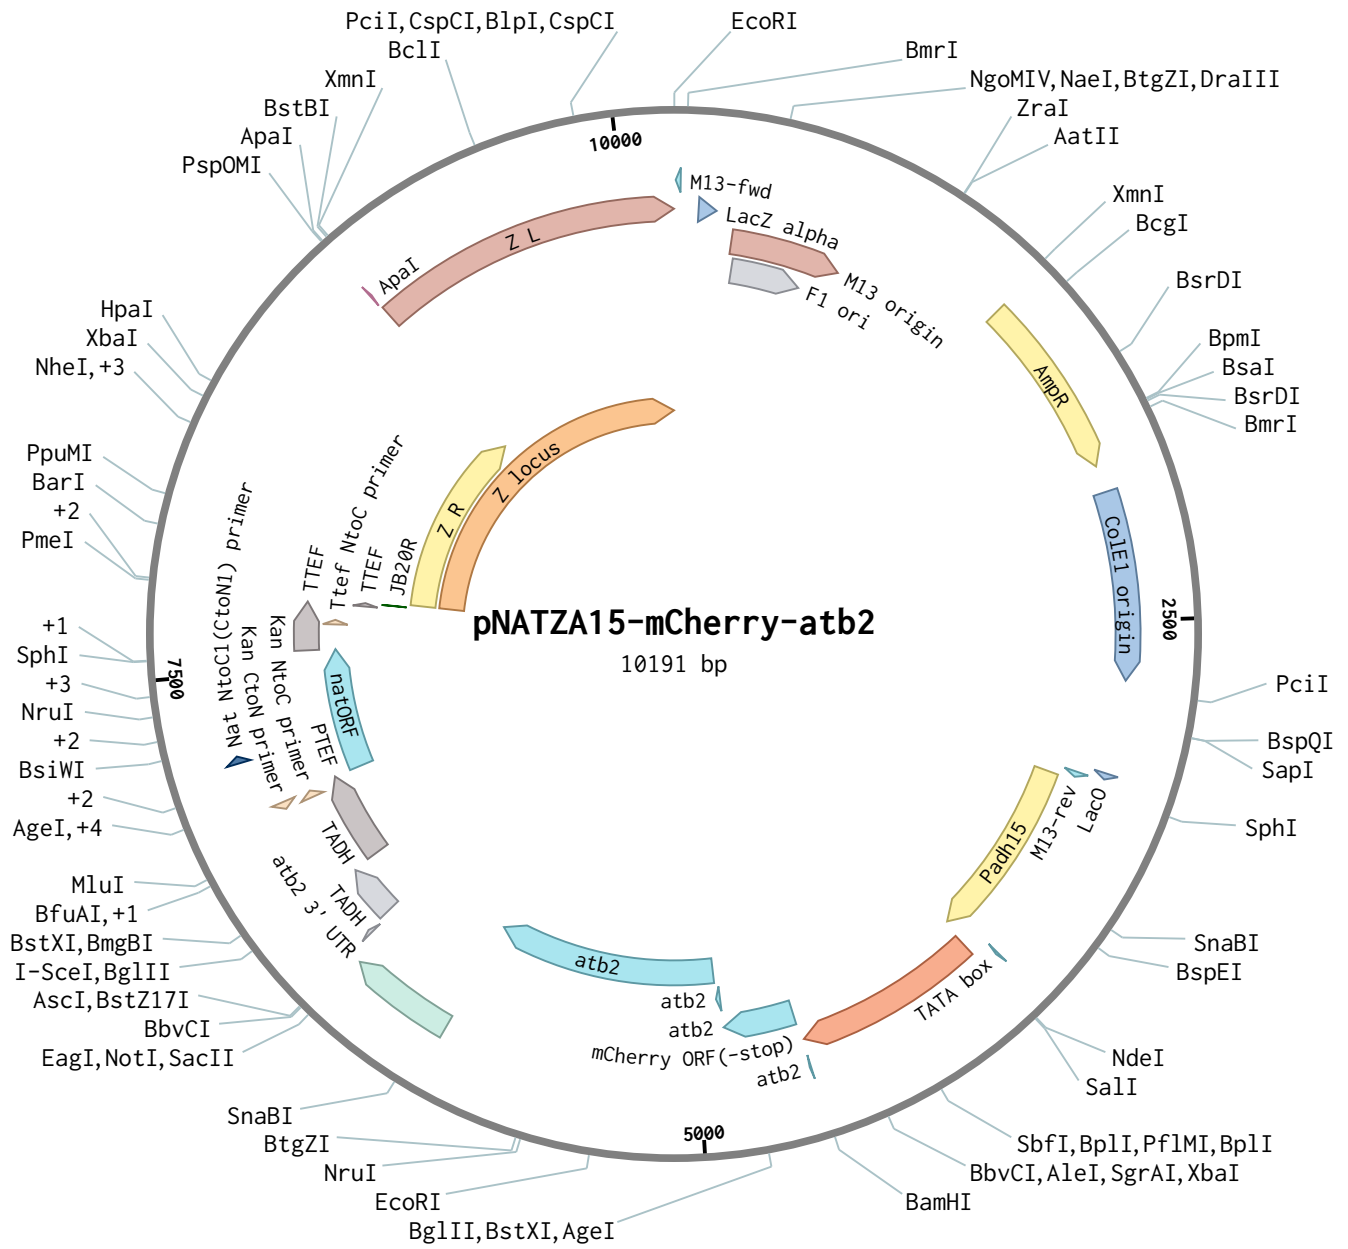 PciI,CspCI,BlpI,CspCI
EcoRI
BclI
BmrI
XmnI
NgoMIV,NaeI,BtgZI,DraIII
BstBI
ZraI
ApaI
AatII
PspOMI
10000
M13-fwd
XmnI
LacZ alpha
BcgI
Z L
M13 origin
ApaI
F1 ori
BsrDI
HpaI
XbaI
BpmI
NheI,+3
BsaI
AmpR
BsrDI
BmrI
PpuMI
BarI
+2
PmeI
Z locus
Z R
ColE1 origin
Nat NtoC1(CtoN1) primer
Kan CtoN primer
Kan NtoC primer
TTEF
Ttef NtoC primer
TTEF
JB20R
pNATZA15-mCherry-atb2
10191 bp
2500
+1
SphI
+3
NruI
+2
BsiWI
+2
AgeI,+4
7500
natORF
PTEF
PciI
BspQI
SapI
SphI
LacO
M13-rev
Padh15
TADH
TADH
atb2 3' UTR
MluI
BfuAI,+1
BstXI,BmgBI
I-SceI,BglII
AscI,BstZ17I
BbvCI
EagI,NotI,SacII
SnaBI
BspEI
TATA box
atb2
atb2
atb2
mCherry ORF(-stop)
atb2
NdeI
SalI
SnaBI
BtgZI
NruI
EcoRI
BglII,BstXI,AgeI
5000
SbfI,BplI,PflMI,BplI
BbvCI,AleI,SgrAI,XbaI
BamHI